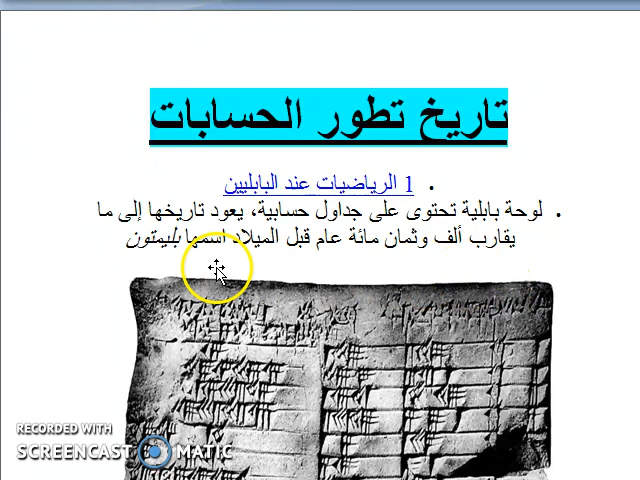 تاريخ تطور الحسابات
1 الرياضيات عند البابليين
لوحة بابلية تحتوى على جداول حسابية، يعود تاريخها إلى ما
يقارب ألف وثمان مائة عام قبل الميلاد اسمها بليمتون
RECORDED WITH
SCREENCAST MATIC